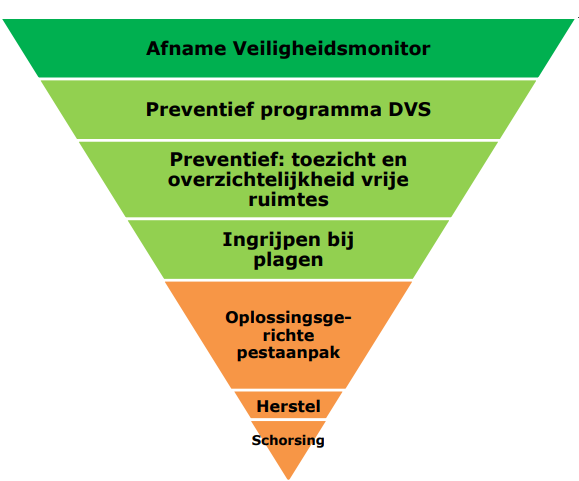 Afname Veiligheidsmonitor
Preventief programma DVS
Preventief: toezicht en
overzichtelijkheid vrije
ruimtes
Ingrijpen bij
plagen
Oplossingsge-
richte
pestaanpak
Herstel
Schorsing